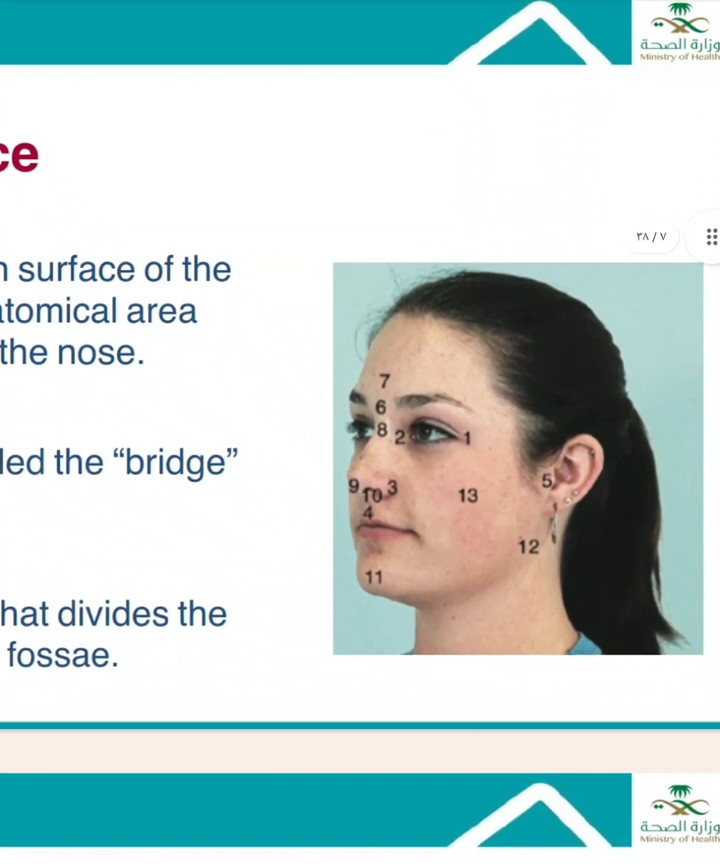 وزارة الصحة
Ministry of Health
ce
٣٨ / ٧
n surface of the
atomical area
the nose.
led the “bridge”
hat divides the
fossae.
7
6
8
2
1
9
10
3
4
13
5
12
11
وزارة الصحة
Ministry of Health